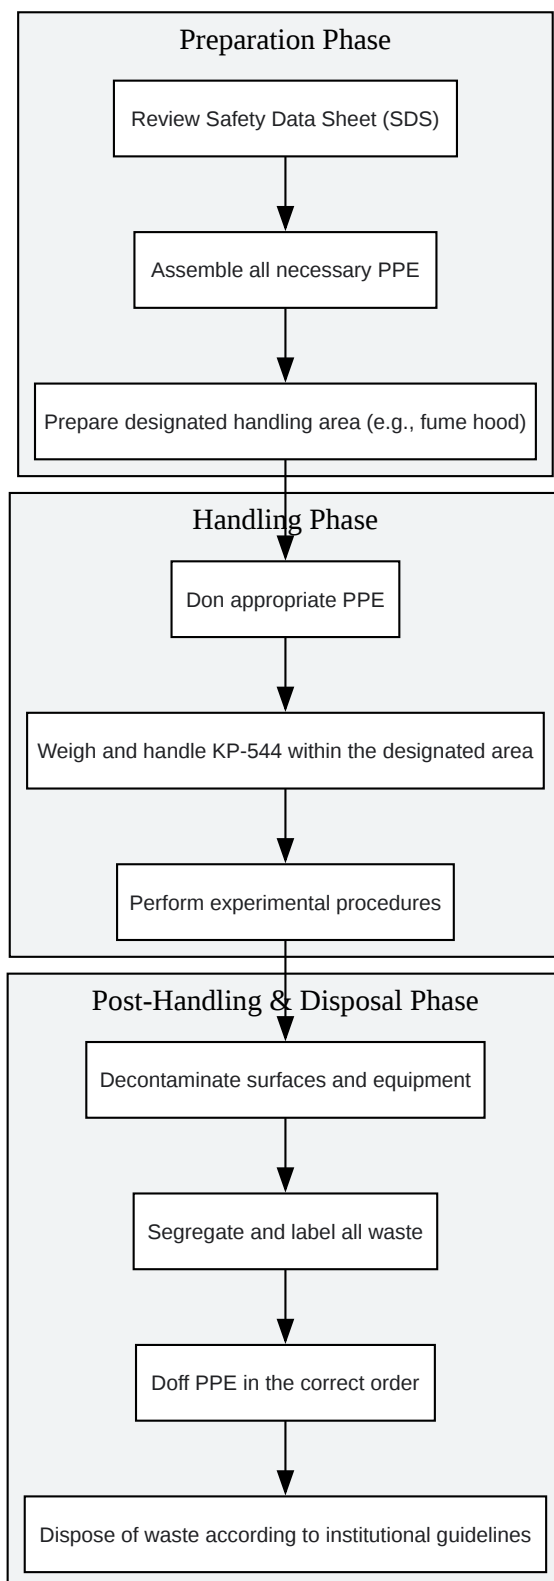 Preparation Phase
Review Safety Data Sheet (SDS)
Assemble all necessary PPE
Prepare designated handling area (e.g., fume hood)
Handling Phase
Don appropriate PPE
Weigh and handle KP-544 within the designated area
Perform experimental procedures
Post-Handling & Disposal Phase
Decontaminate surfaces and equipment
Segregate and label all waste
Doff PPE in the correct order
Dispose of waste according to institutional guidelines